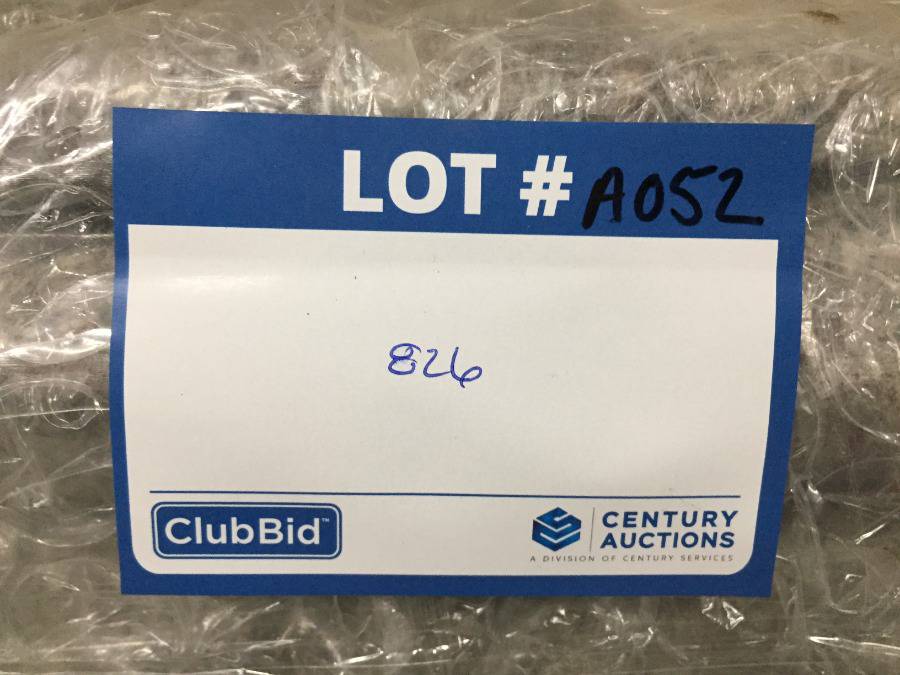 LOT # A052
826
ClubBid™
CENTURY
AUCTIONS
A DIVISION OF CENTURY SERVICES